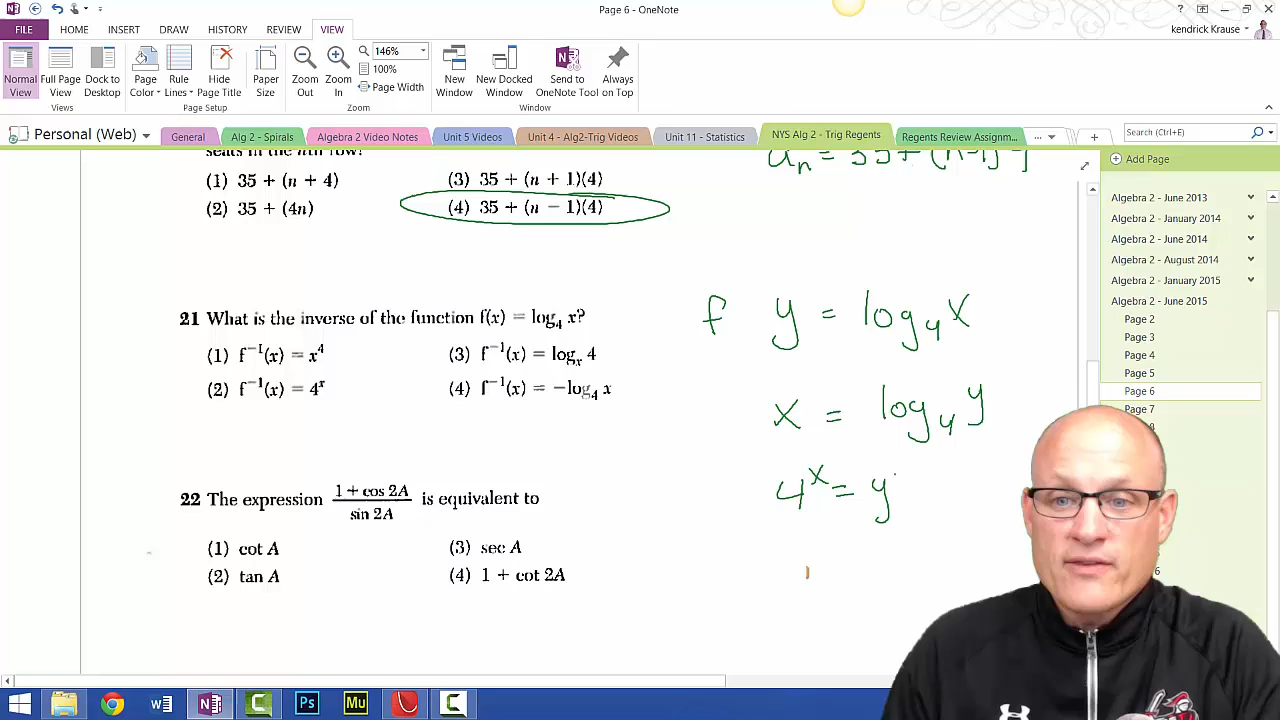 Page 6 - OneNote
FILE HOME INSERT DRAW HISTORY REVIEW VIEW
kendrick Krause
Normal View
Full Page View
Dock to Desktop
Views
Page Color
Rule Lines
Hide Page Title
Paper Size
Page Setup
Zoom Out
Zoom In
146%
100%
Page Width
Zoom
New Window
New Docked Window
Send to OneNote Tool
Always on Top
Window
Personal (Web)
General
Alg 2 - Spirals
Algebra 2 Video Notes
Unit 5 Videos
Unit 4 - Alg2-Trig Videos
Unit 11 - Statistics
NYS Alg 2 - Trig Regents
Regents Review Assignm...
Search (Ctrl+E)
Add Page
Algebra 2 - June 2013
Algebra 2 - January 2014
Algebra 2 - June 2014
Algebra 2 - August 2014
Algebra 2 - January 2015
Algebra 2 - June 2015
Page 2
Page 3
Page 4
Page 5
Page 6
Page 7
seats in the nth row?
(1) 35 + (n + 4) (3) 35 + (n + 1)(4)
(2) 35 + (4n) (4) 35 + (n − 1)(4)
21 What is the inverse of the function f(x) = log₄ x?
(1) f⁻¹(x) = x⁴ (3) f⁻¹(x) = logₓ 4
(2) f⁻¹(x) = 4ˣ (4) f⁻¹(x) = −log₄ x
f y = log₄ x
x = log₄ y
4ˣ = y
22 The expression (1 + cos 2A)/(sin 2A) is equivalent to
(1) cot A (3) sec A
(2) tan A (4) 1 + cot 2A
Ps
Mu